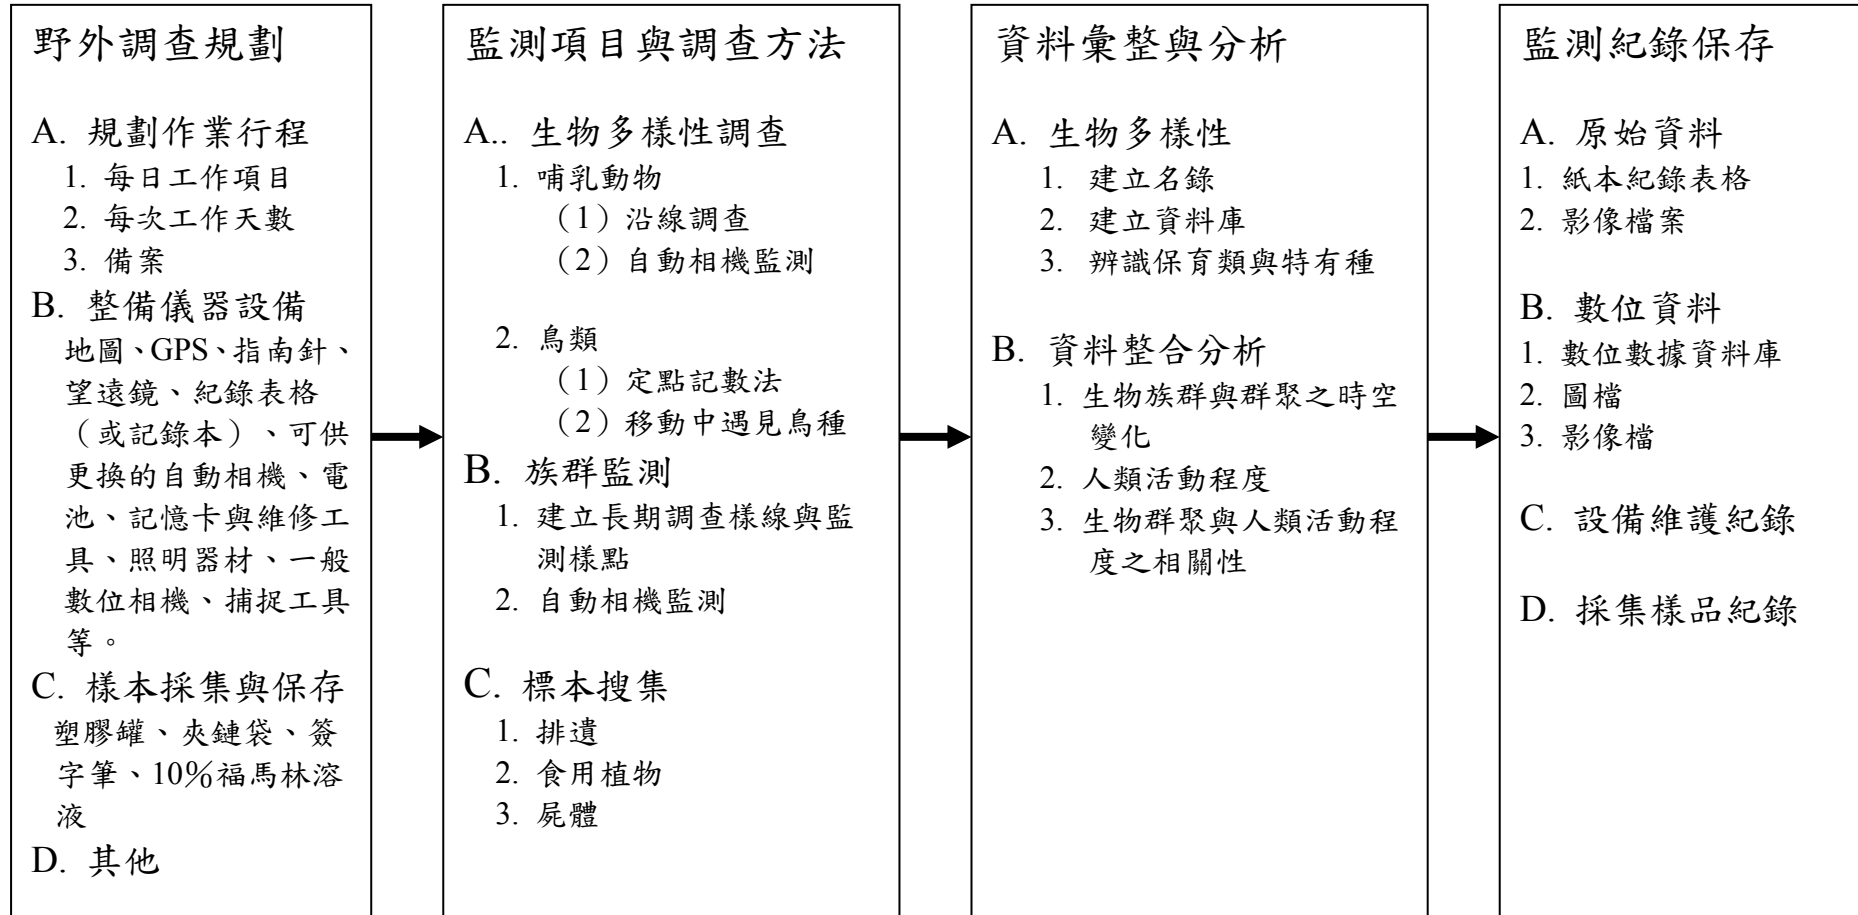 野外調查規劃
A. 規劃作業行程
1. 每日工作項目
2. 每次工作天數
3. 備案
B. 整備儀器設備
地圖、GPS、指南針、
望遠鏡、紀錄表格
（或記錄本）、可供
更換的自動相機、電
池、記憶卡與維修工
具、照明器材、一般
數位相機、捕捉工具
等。
C. 樣本採集與保存
塑膠罐、夾鏈袋、簽
字筆、10%福馬林溶
液
D. 其他
監測項目與調查方法
A.. 生物多樣性調查
1. 哺乳動物
（1）沿線調查
（2）自動相機監測
2. 鳥類
（1）定點記數法
（2）移動中遇見鳥種
B. 族群監測
1. 建立長期調查樣線與監
測樣點
2. 自動相機監測
C. 標本搜集
1. 排遺
2. 食用植物
3. 屍體
資料彙整與分析
A. 生物多樣性
1. 建立名錄
2. 建立資料庫
3. 辨識保育類與特有種
B. 資料整合分析
1. 生物族群與群聚之時空
變化
2. 人類活動程度
3. 生物群聚與人類活動程
度之相關性
監測紀錄保存
A. 原始資料
1. 紙本紀錄表格
2. 影像檔案
B. 數位資料
1. 數位數據資料庫
2. 圖檔
3. 影像檔
C. 設備維護紀錄
D. 採集樣品紀錄